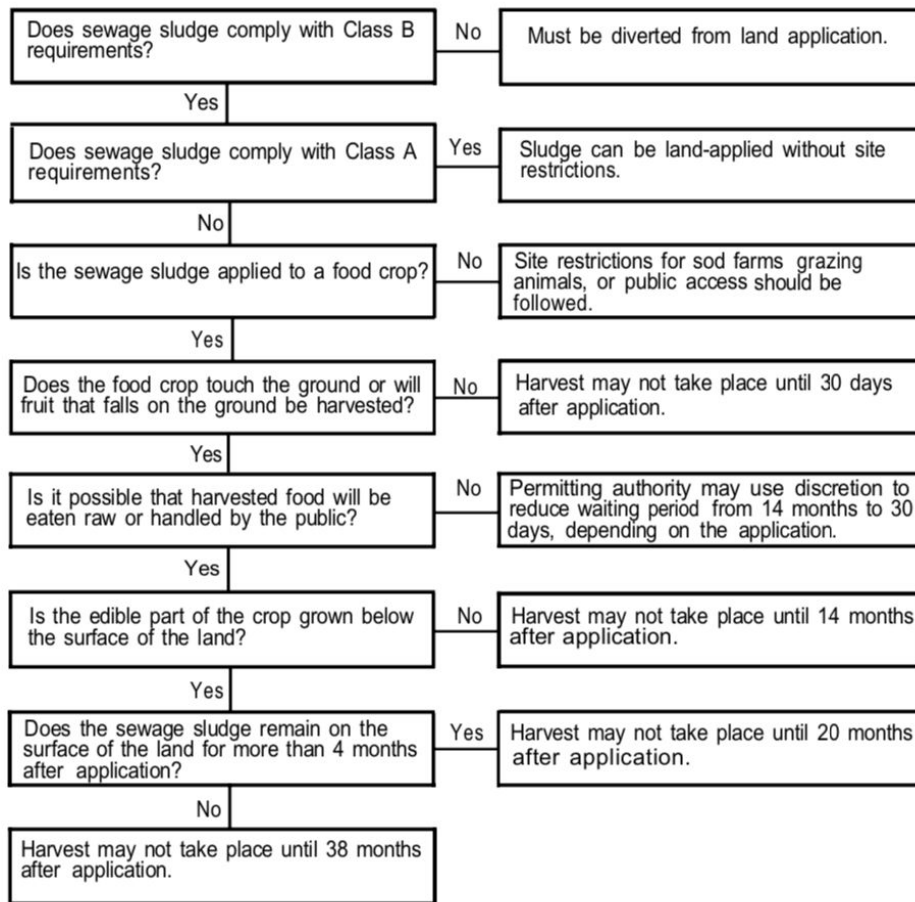 Does sewage sludge comply with Class B
requirements?
No
Must be diverted from land application.
Yes
Does sewage sludge comply with Class A
requirements?
Yes
Sludge can be land-applied without site
restrictions.
No
Is the sewage sludge applied to a food crop?
No
Site restrictions for sod farms grazing
animals, or public access should be
followed.
Yes
Does the food crop touch the ground or will
fruit that falls on the ground be harvested?
No
Harvest may not take place until 30 days
after application.
Yes
Is it possible that harvested food will be
eaten raw or handled by the public?
No
Permitting authority may use discretion to
reduce waiting period from 14 months to 30
days, depending on the application.
Yes
Is the edible part of the crop grown below
the surface of the land?
No
Harvest may not take place until 14 months
after application.
Yes
Does the sewage sludge remain on the
surface of the land for more than 4 months
after application?
Yes
Harvest may not take place until 20 months
after application.
No
Harvest may not take place until 38 months
after application.